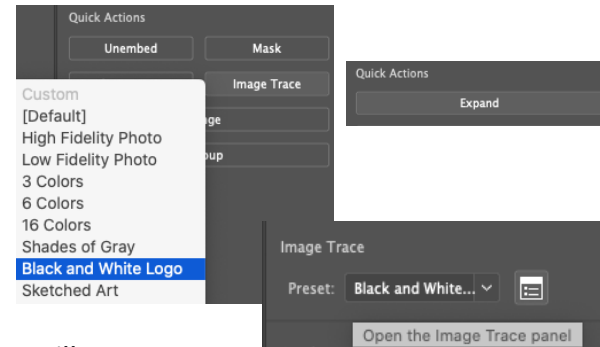 Quick Actions
Unembed
Mask
Image Trace
ge
oup
Custom
[Default]
High Fidelity Photo
Low Fidelity Photo
3 Colors
6 Colors
16 Colors
Shades of Gray
Black and White Logo
Sketched Art
Quick Actions
Expand
Image Trace
Preset:
Black and White...
Open the Image Trace panel